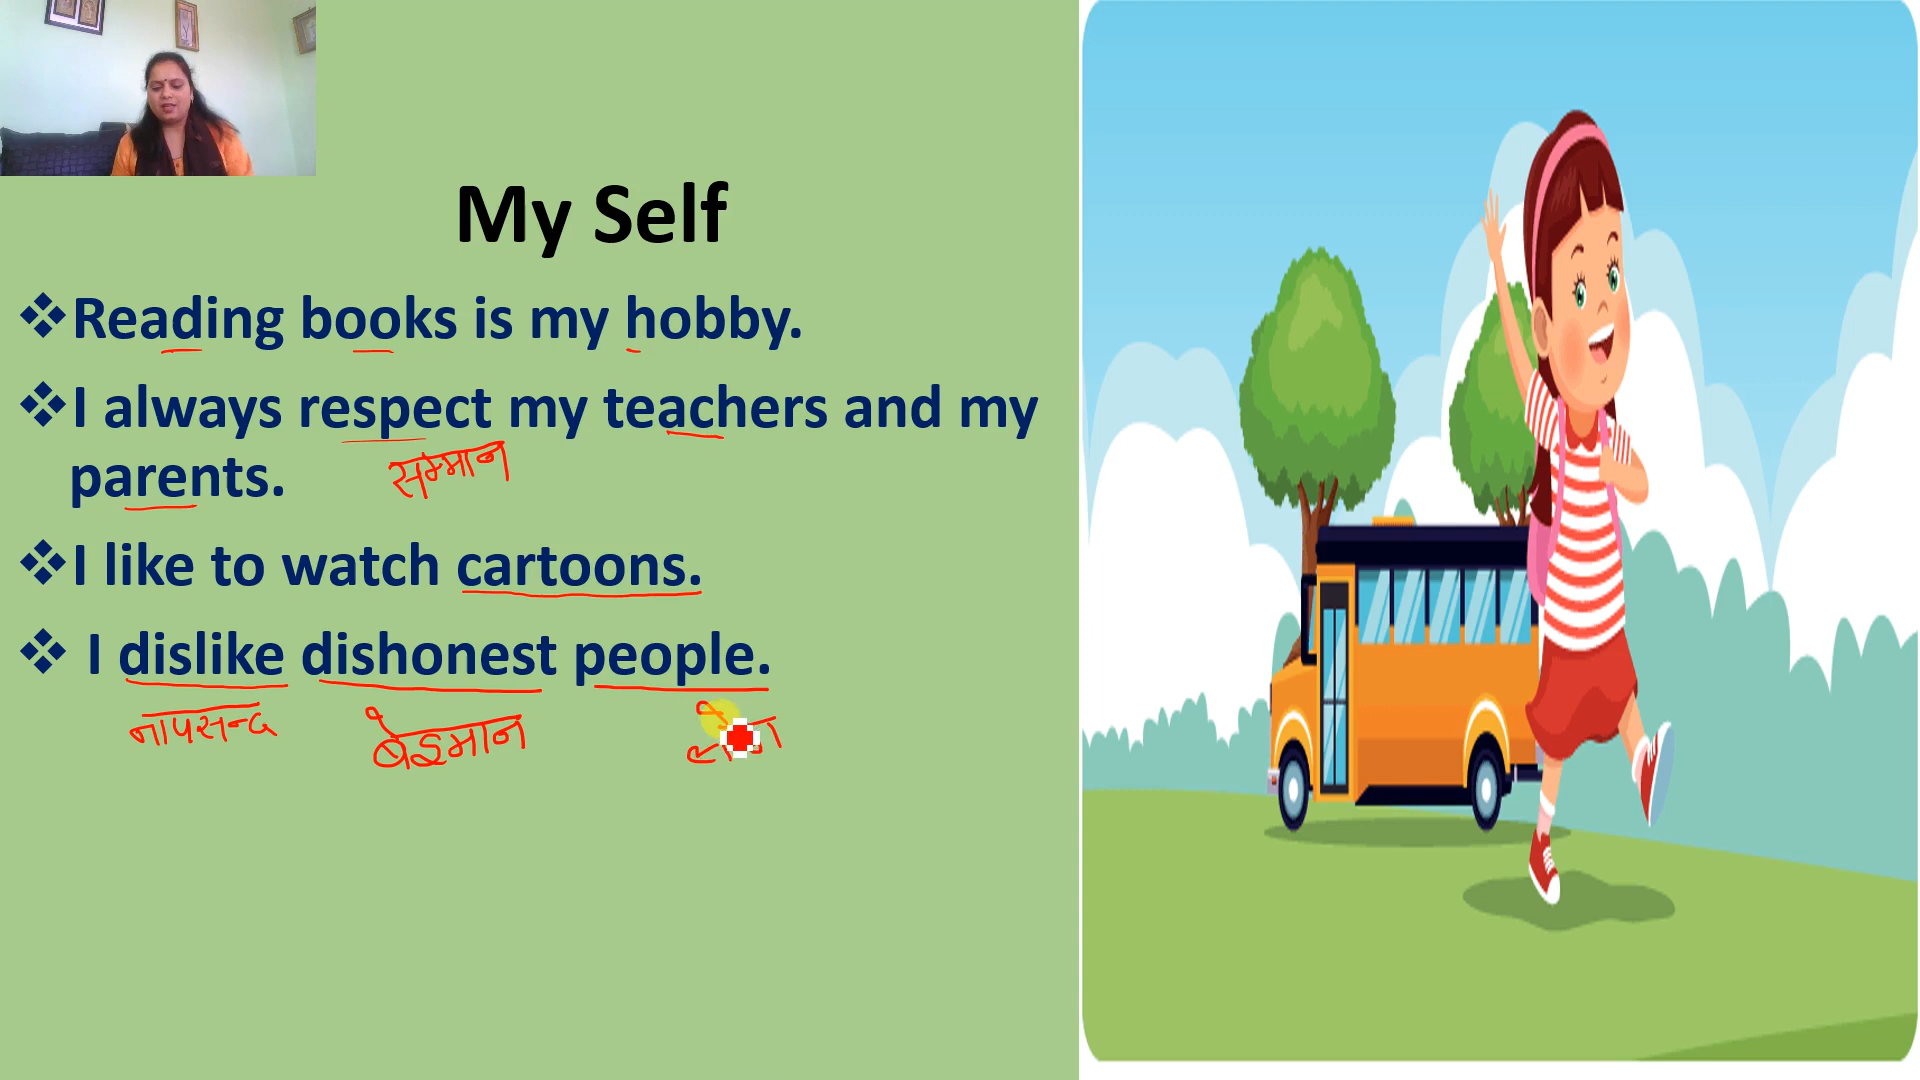 My Self
❖Reading books is my hobby.
❖I always respect my teachers and my
parents.
सम्मान
❖I like to watch cartoons.
❖ I dislike dishonest people.
नापसन्द बेइमान